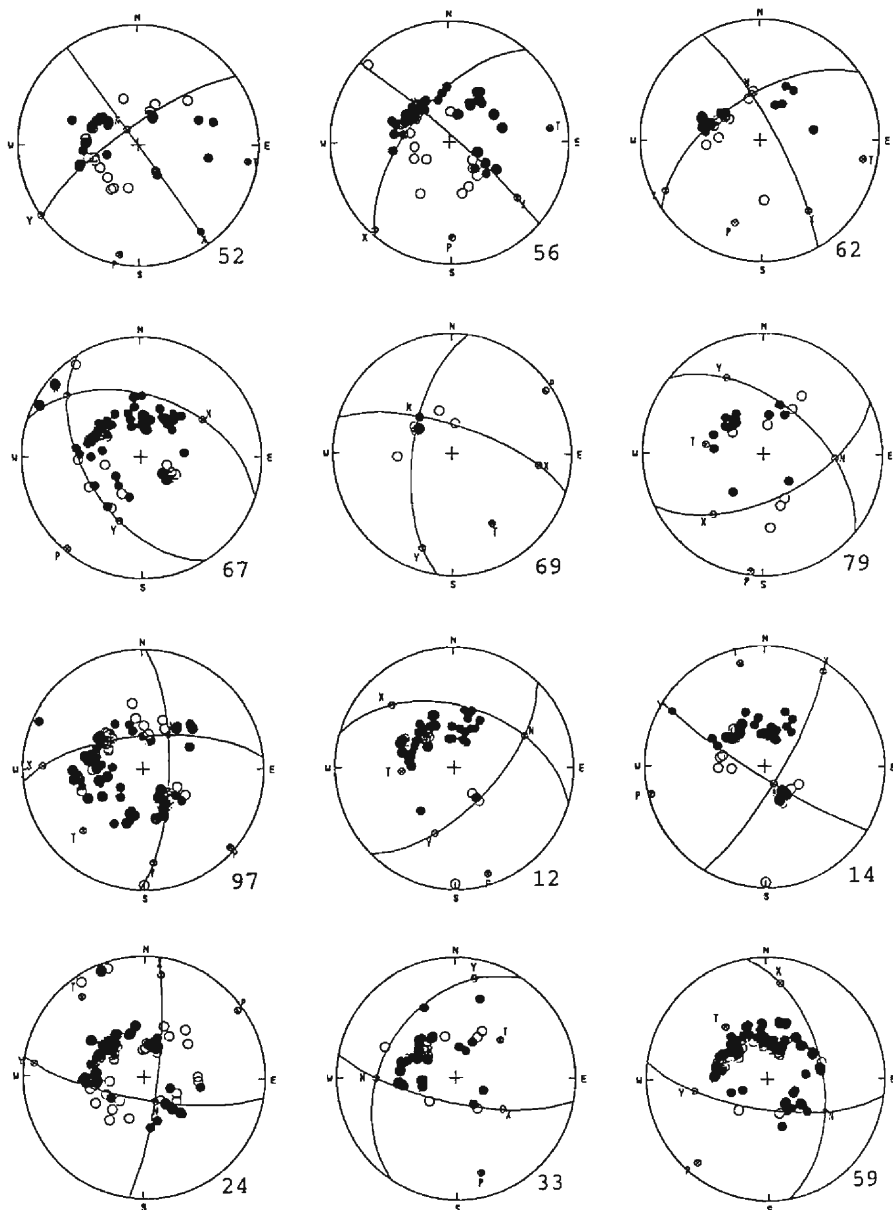 N N N
W E W E W E
S S S
Y X P T
X P X T
P T X
52 56 62
N N N
W E W E W E
S S S
X Y P
K X Y P T
Y N T X P
67 69 79
N N N
W E W E W E
S S S
X T
X N T Y
P
97 12 14
N N N
W E W E W E
S S S
T X P Y N
Y T N X P
X T Y N P
24 33 59